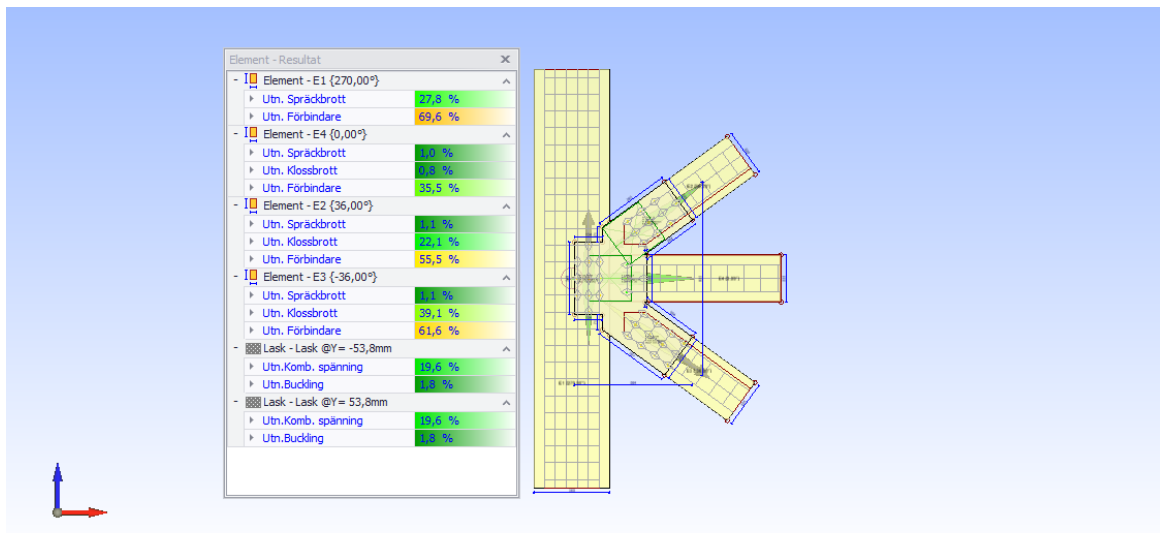 Element - Resultat
Element - E1 {270,00°}
Utn. Spräckbrott 27,8 %
Utn. Förbindare 69,6 %
Element - E4 {0,00°}
Utn. Spräckbrott 1,0 %
Utn. Klossbrott 0,8 %
Utn. Förbindare 35,5 %
Element - E2 {36,00°}
Utn. Spräckbrott 1,1 %
Utn. Klossbrott 22,1 %
Utn. Förbindare 55,5 %
Element - E3 {-36,00°}
Utn. Spräckbrott 1,1 %
Utn. Klossbrott 39,1 %
Utn. Förbindare 61,6 %
Lask - Lask @Y= -53,8mm
Utn.Komb. spänning 19,6 %
Utn.Buckling 1,8 %
Lask - Lask @Y= 53,8mm
Utn.Komb. spänning 19,6 %
Utn.Buckling 1,8 %